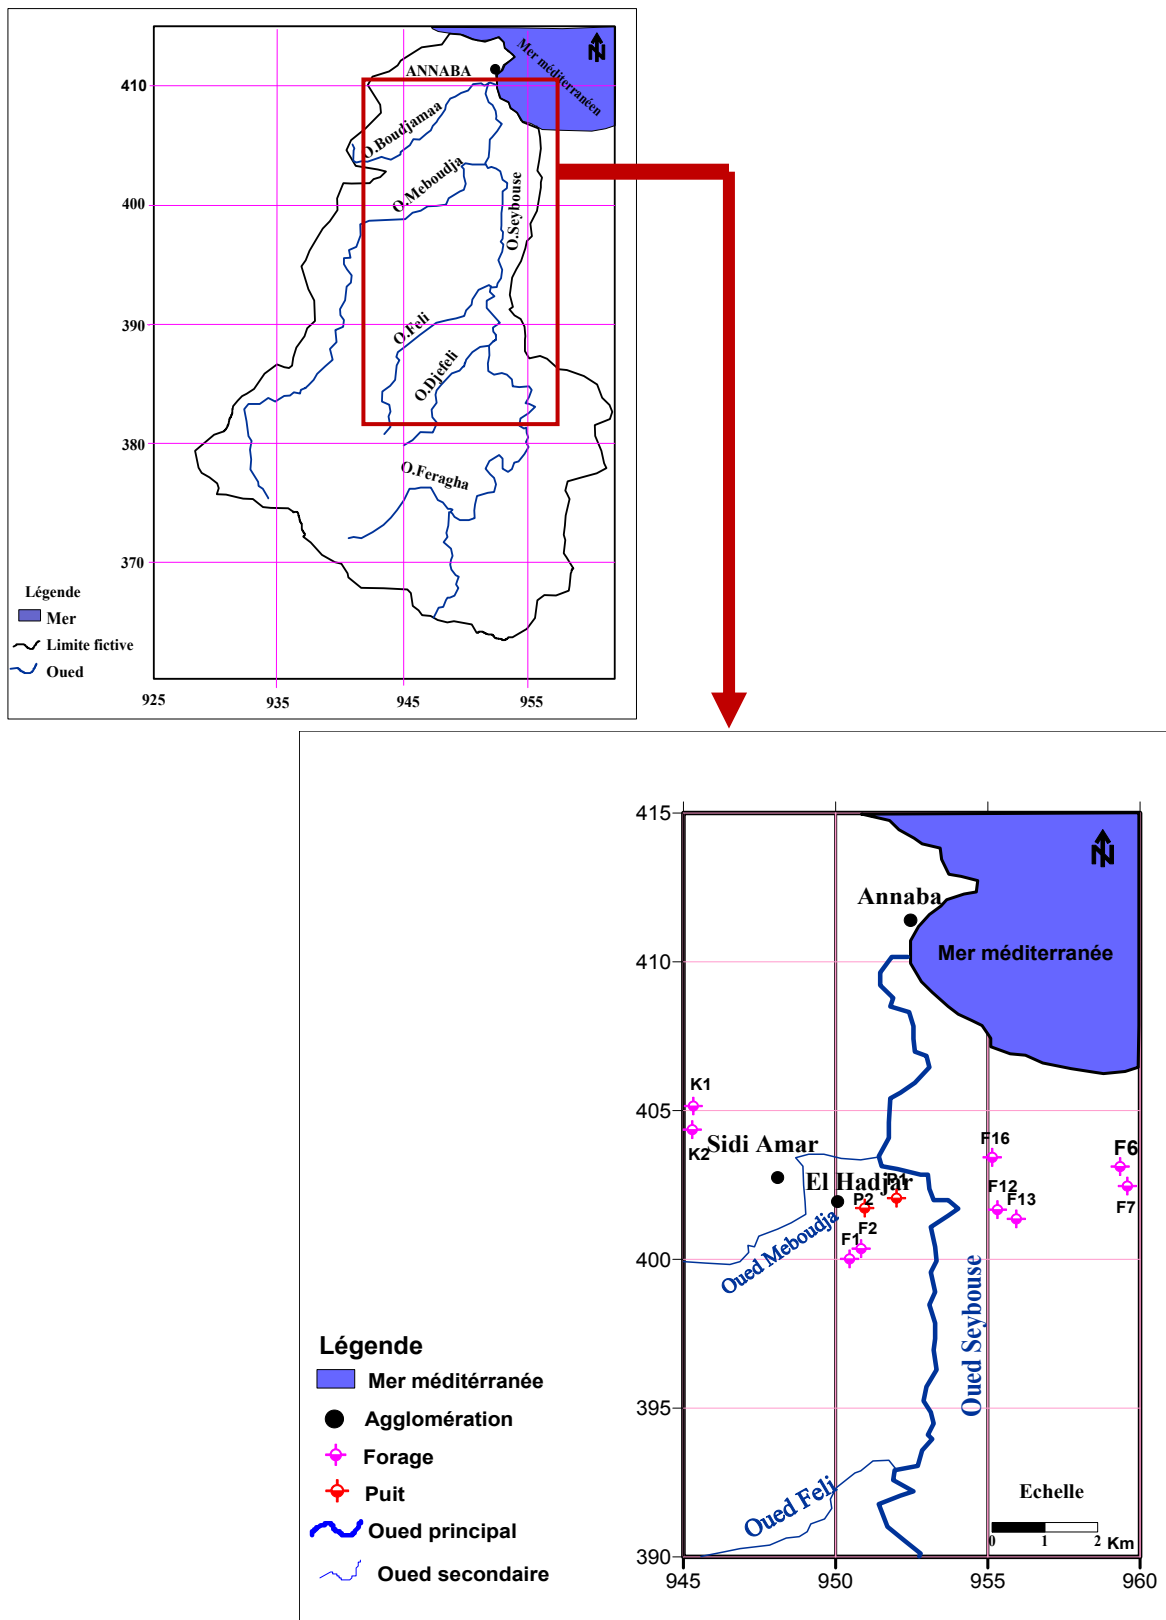 N
Mer méditerranéen
ANNABA
410
O.Boudjamaa
O.Meboudja
O.Seybouse
400
390
O.Feli
O.Djefeli
380
O.Feragha
370
Légende
Mer
Limite fictive
Oued
925
935
945
955
415
N
Annaba
410
Mer méditerranée
405
K1
K2
Sidi Amar
F16
F6
El Hadjar
P1
P2
F12
F13
F7
F1
F2
Oued Meboudja
400
Oued Seybouse
395
Oued Feli
Echelle
0 1 2 Km
390
945
950
955
960
Légende
Mer méditérranée
Agglomération
Forage
Puit
Oued principal
Oued secondaire